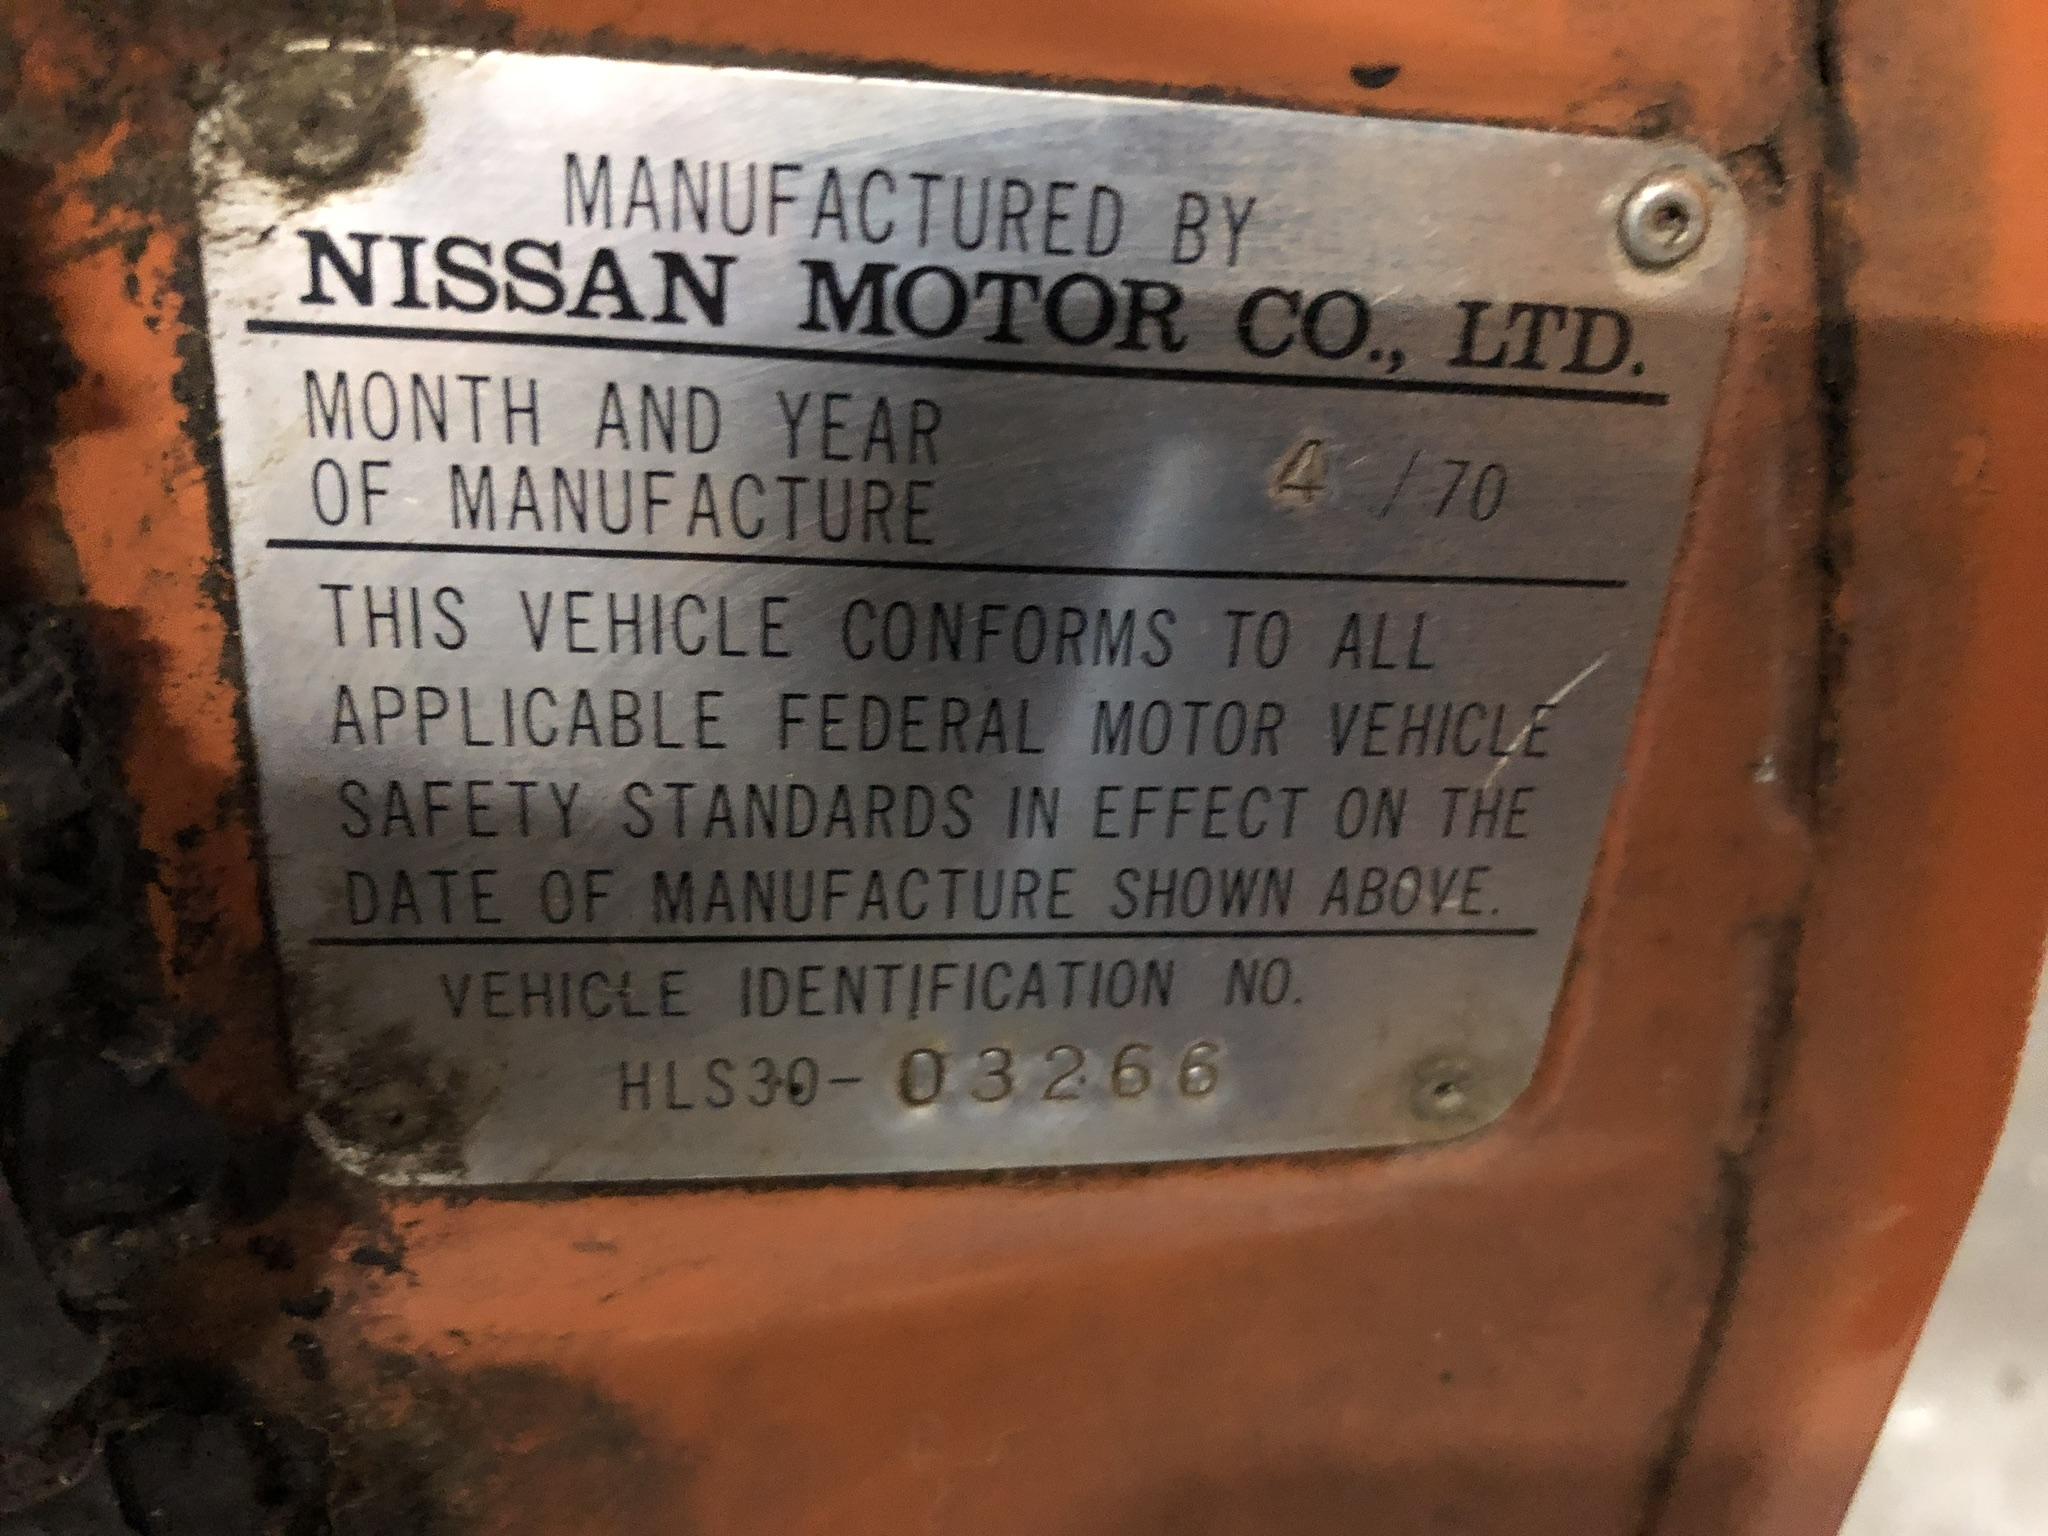 MANUFACTURED BY
NISSAN MOTOR CO., LTD.
MONTH AND YEAR
OF MANUFACTURE 4 / 70
THIS VEHICLE CONFORMS TO ALL
APPLICABLE FEDERAL MOTOR VEHICLE
SAFETY STANDARDS IN EFFECT ON THE
DATE OF MANUFACTURE SHOWN ABOVE.
VEHICLE IDENTIFICATION NO.
HLS30- 03266